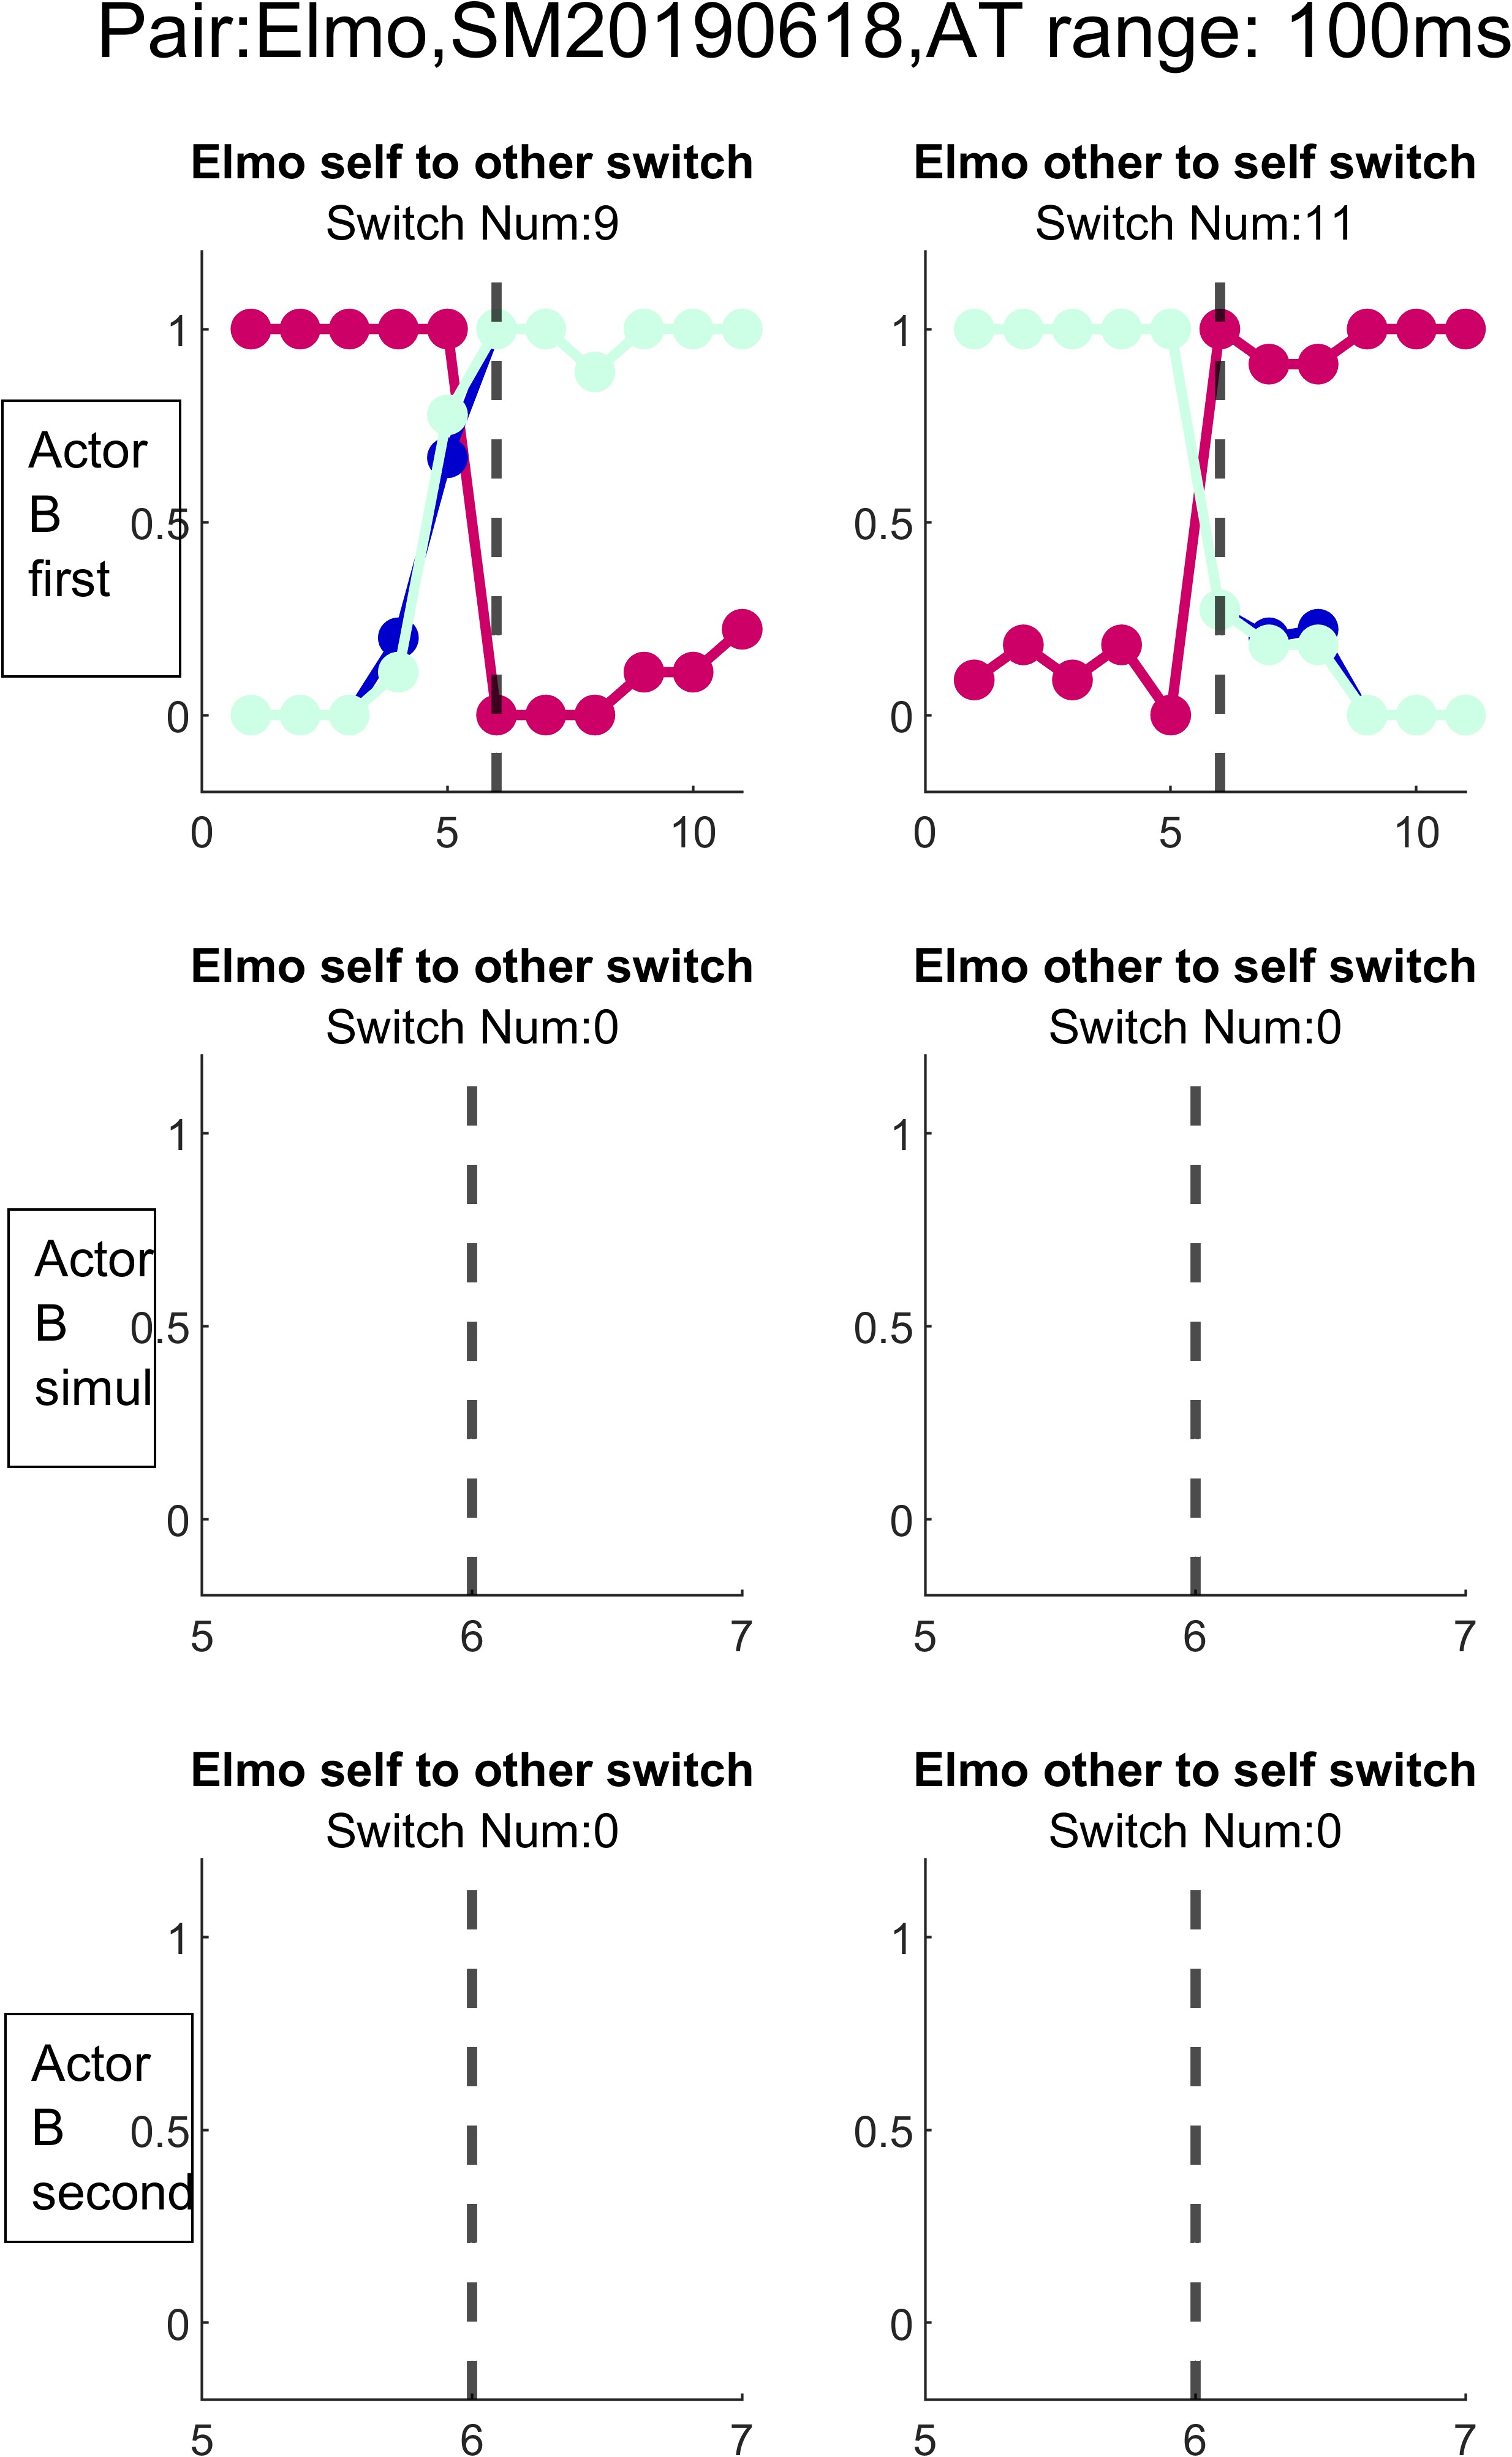 Pair:Elmo,SM20190618,AT range: 100ms
Elmo self to other switch
Switch Num:9
Elmo other to self switch
Switch Num:11
Actor
B
first
1
0.5
0
0
5
10
1
0.5
0
0
5
10
Elmo self to other switch
Switch Num:0
Elmo other to self switch
Switch Num:0
Actor
B
simul
1
0.5
0
5
6
7
1
0.5
0
5
6
7
Elmo self to other switch
Switch Num:0
Elmo other to self switch
Switch Num:0
Actor
B
second
1
0.5
0
5
6
7
1
0.5
0
5
6
7